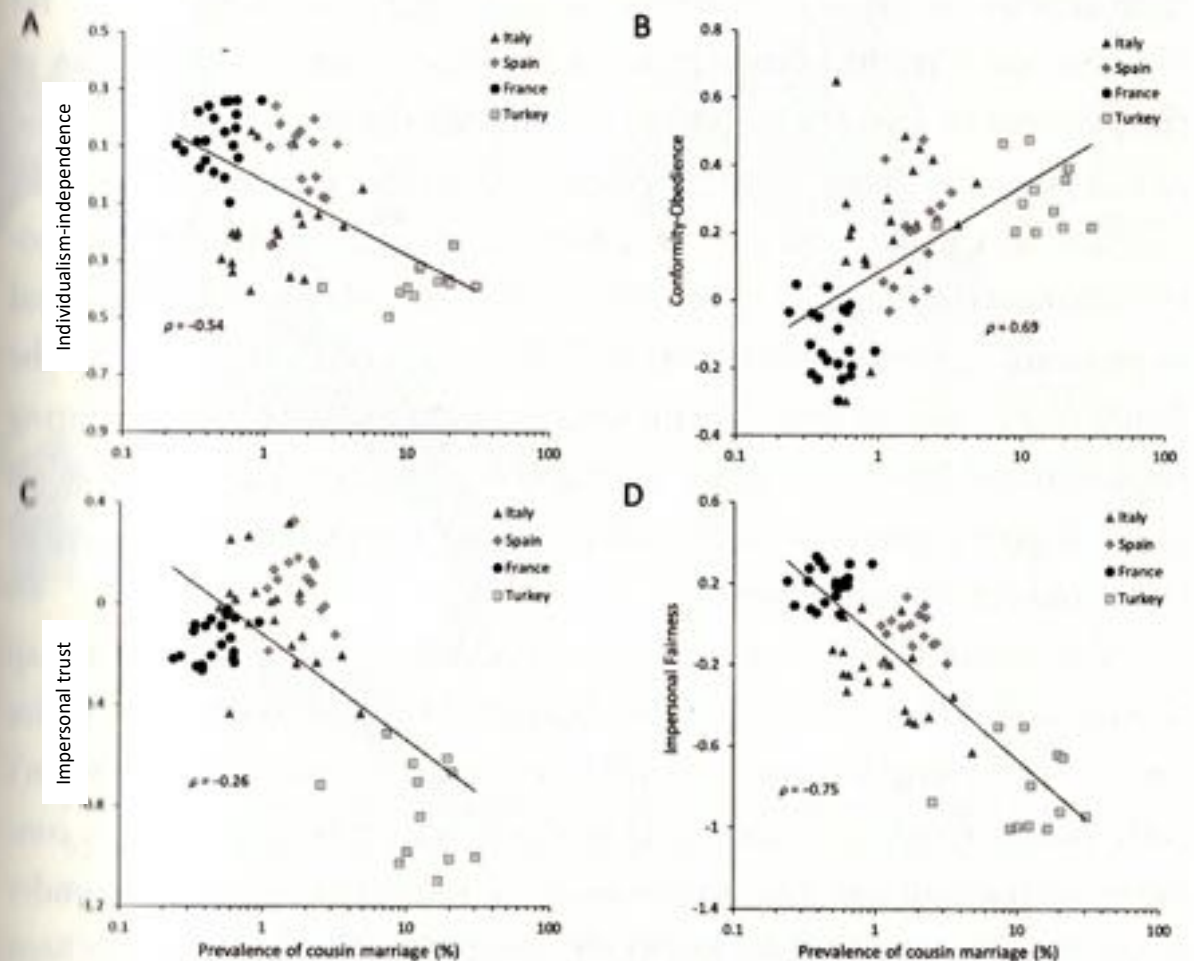 A
0.5
0.3
0.1
0.1
0.3
0.5
0.7
0.9
0.1 1 10 100
Individualism-independence
Italy
Spain
France
Turkey
ρ = -0.54
B
0.8
0.6
0.4
0.2
0
-0.2
-0.4
0.1 1 10 100
Conformity-Obedience
Italy
Spain
France
Turkey
ρ = 0.69
C
0.4
0
0.4
0.8
1.2
0.1 1 10 100
Impersonal trust
Italy
Spain
France
Turkey
ρ = -0.26
Prevalence of cousin marriage (%)
D
0.6
0.2
-0.2
-0.6
-1
-1.4
0.1 1 10 100
Impersonal Fairness
Italy
Spain
France
Turkey
ρ = -0.75
Prevalence of cousin marriage (%)